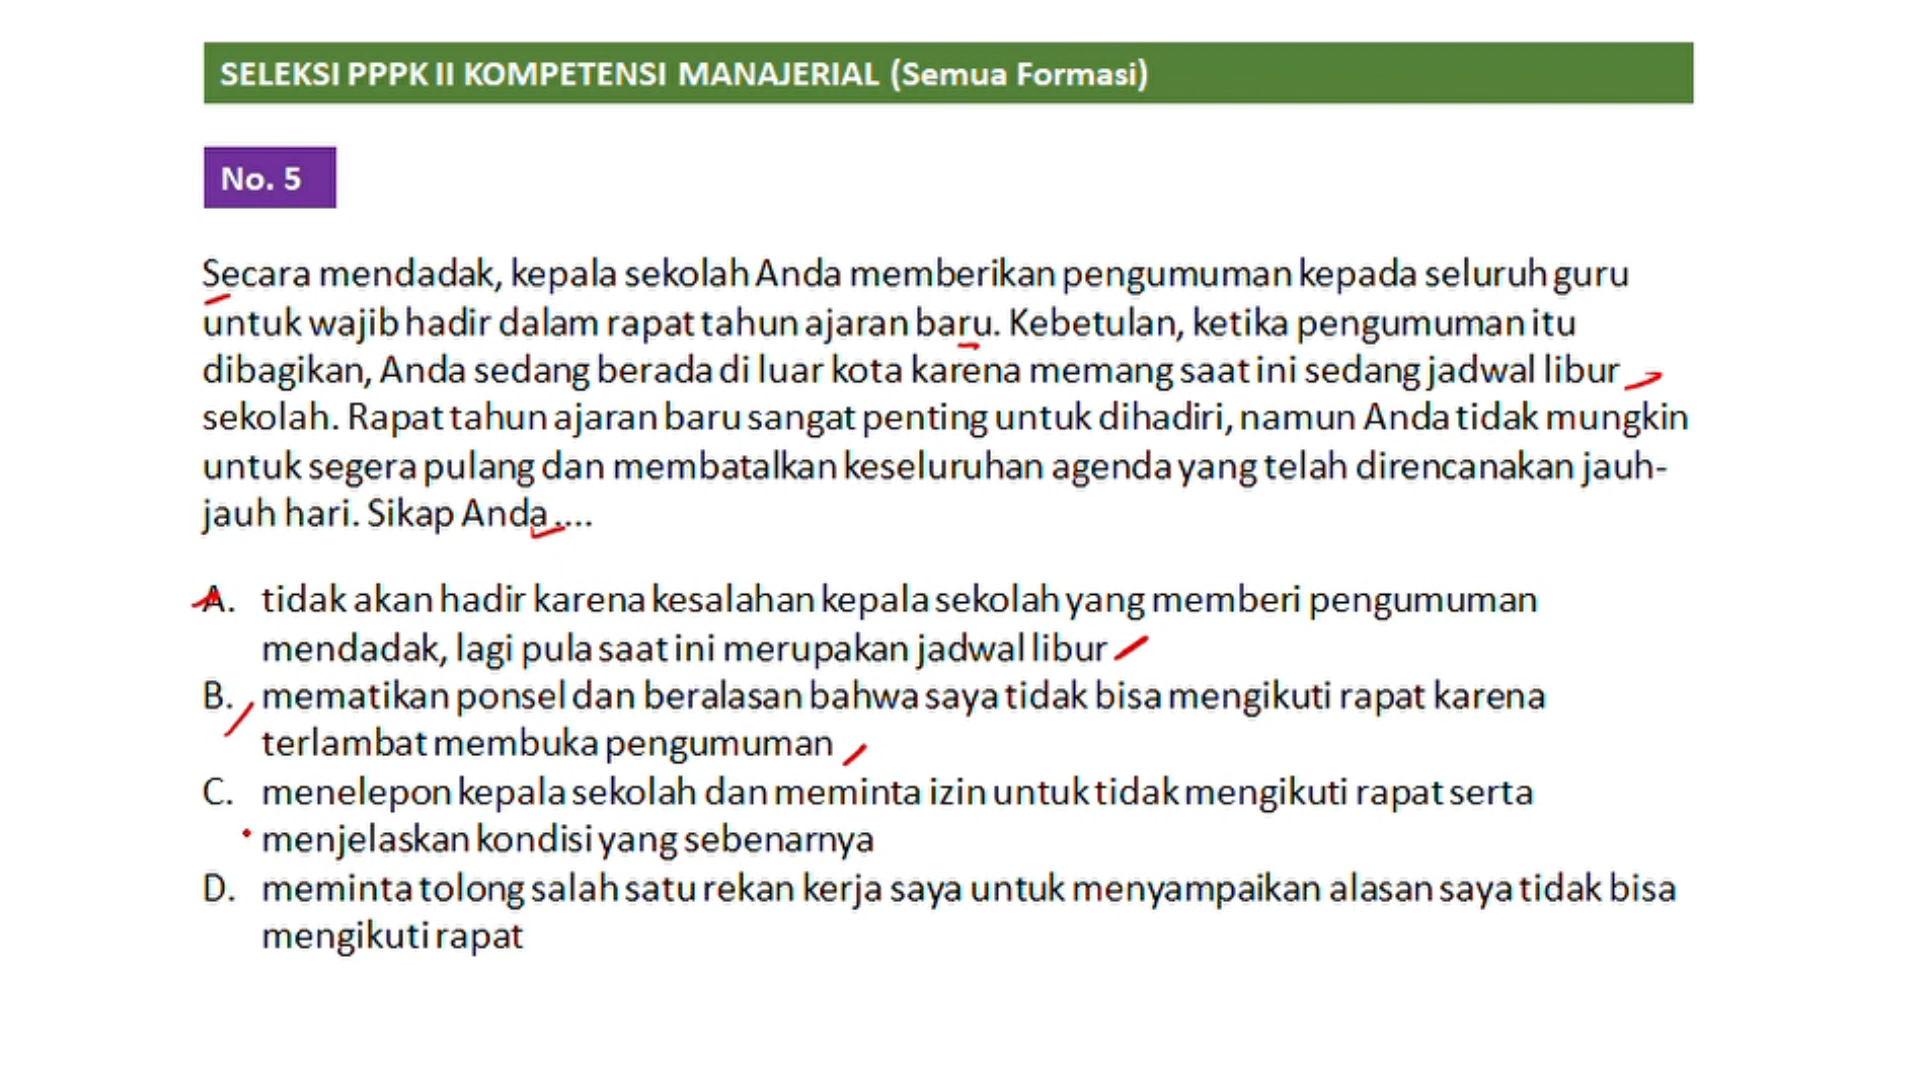 SELEKSI PPPK II KOMPETENSI MANAJERIAL (Semua Formasi)
No. 5
Secara mendadak, kepala sekolah Anda memberikan pengumuman kepada seluruh guru
untuk wajib hadir dalam rapat tahun ajaran baru. Kebetulan, ketika pengumuman itu
dibagikan, Anda sedang berada di luar kota karena memang saat ini sedang jadwal libur
sekolah. Rapat tahun ajaran baru sangat penting untuk dihadiri, namun Anda tidak mungkin
untuk segera pulang dan membatalkan keseluruhan agenda yang telah direncanakan jauh-
jauh hari. Sikap Anda ....
A. tidak akan hadir karena kesalahan kepala sekolah yang memberi pengumuman
mendadak, lagi pula saat ini merupakan jadwal libur
B. mematikan ponsel dan beralasan bahwa saya tidak bisa mengikuti rapat karena
terlambat membuka pengumuman
C. menelepon kepala sekolah dan meminta izin untuk tidak mengikuti rapat serta
menjelaskan kondisi yang sebenarnya
D. meminta tolong salah satu rekan kerja saya untuk menyampaikan alasan saya tidak bisa
mengikuti rapat